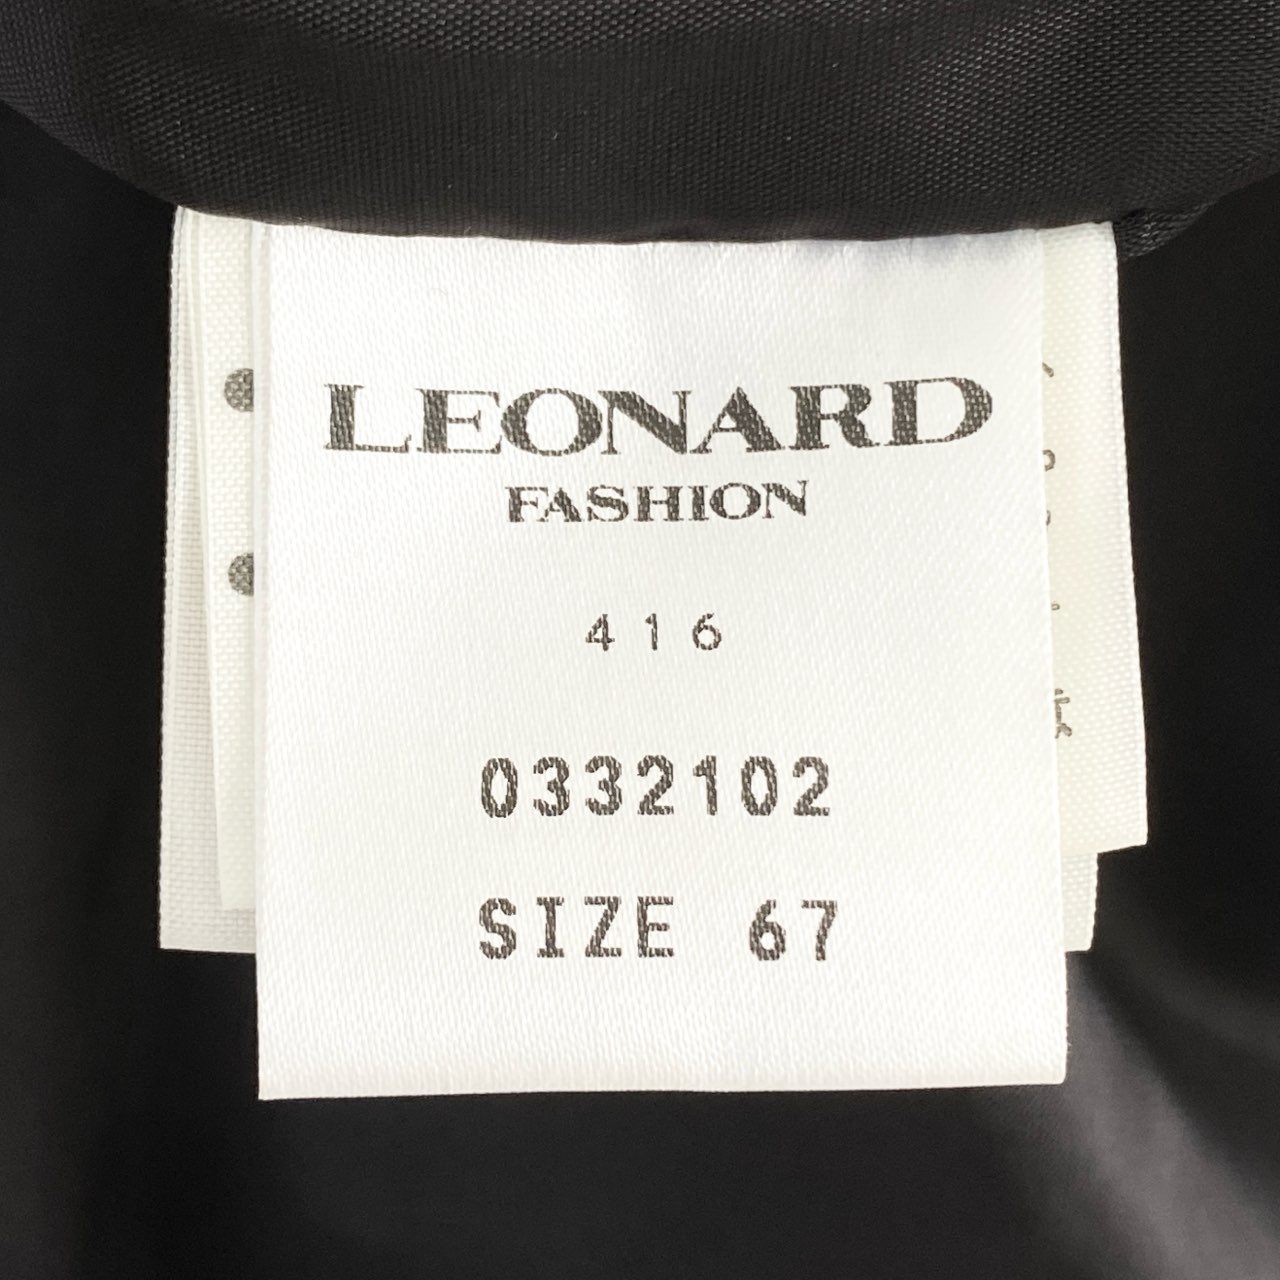 LEONARD
FASHION
416
0332102
SIZE 67